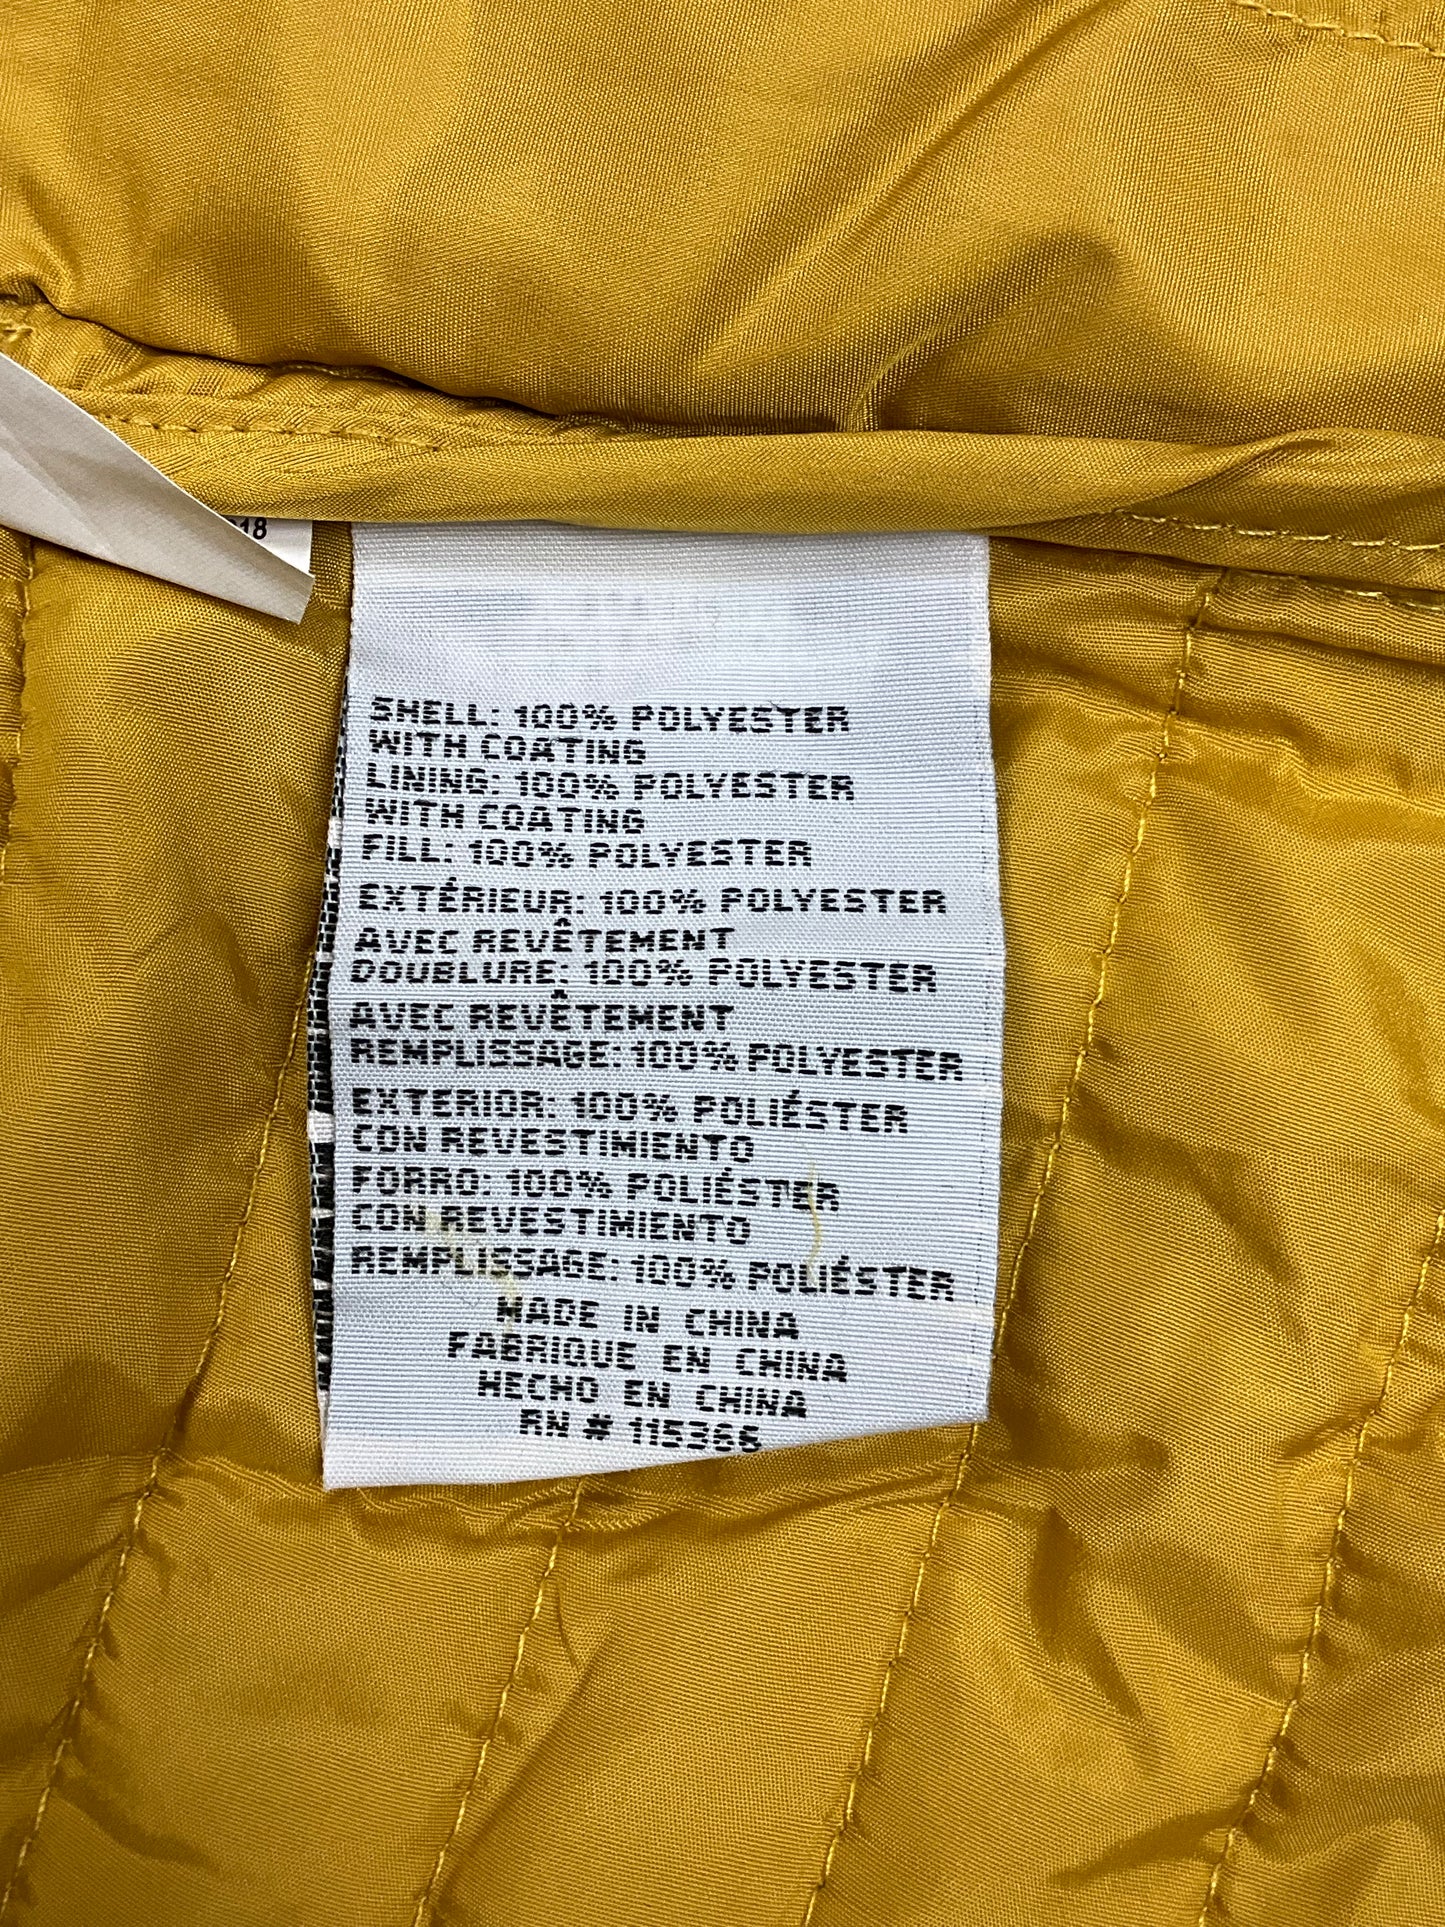 18
SHELL: 100% POLYESTER
WITH COATING
LINING: 100% POLYESTER
WITH COATING
FILL: 100% POLYESTER
EXTÉRIEUR: 100% POLYESTER
AVEC REVÊTEMENT
DOUBLURE: 100% POLYESTER
AVEC REVÊTEMENT
REMPLISSAGE: 100% POLYESTER
EXTERIOR: 100% POLIÉSTER
CON REVESTIMIENTO
FORRO: 100% POLIÉSTER
CON REVESTIMIENTO
REMPLISSAGE: 100% POLIÉSTER
MADE IN CHINA
FABRIQUE EN CHINA
HECHO EN CHINA
RN # 115366